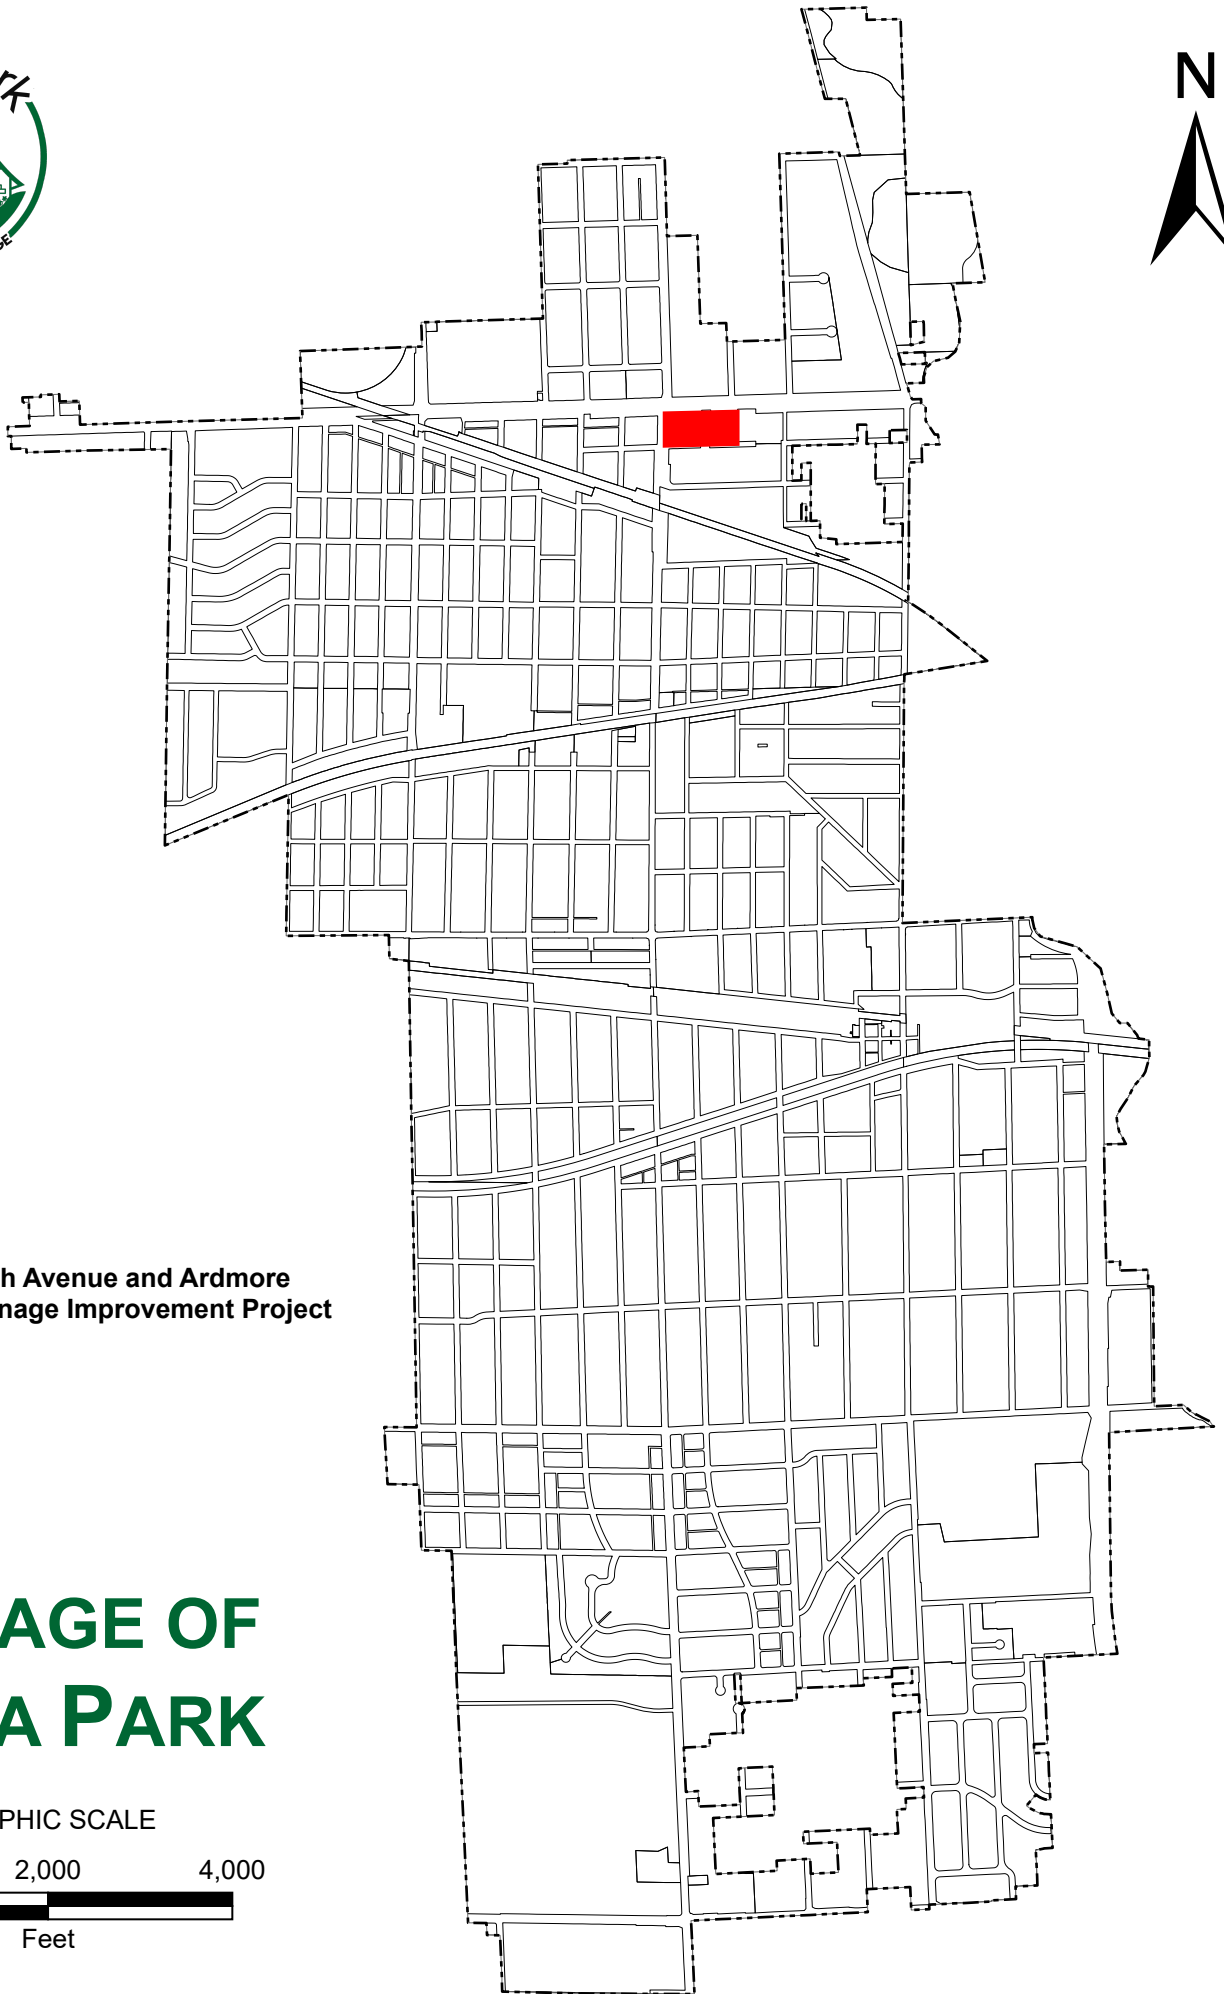 N
h Avenue and Ardmore
nage Improvement Project
AGE OF
A PARK
PHIC SCALE
2,000 4,000
Feet